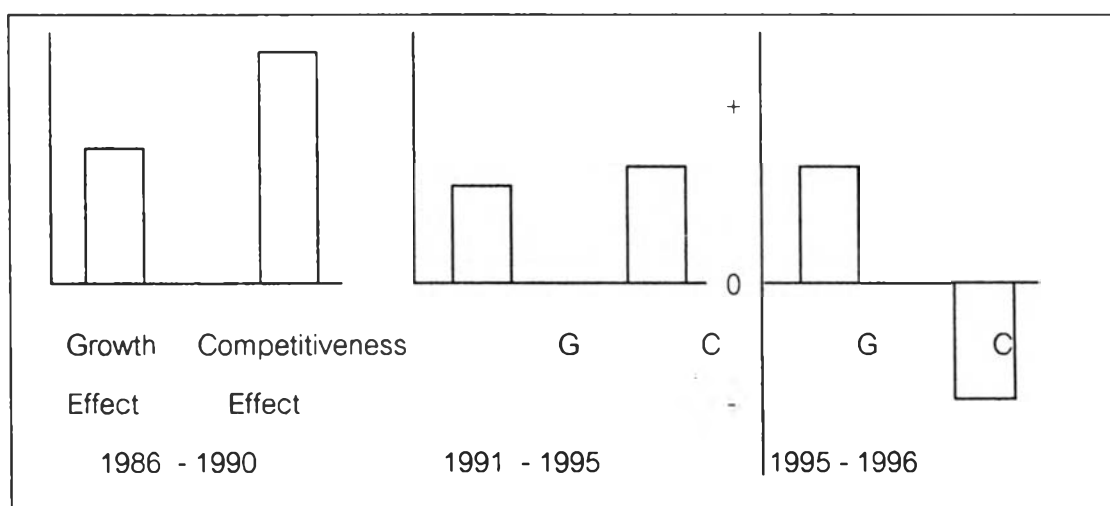 +
0
Growth Competitiveness G C G C
Effect Effect -
1986 - 1990 1991 - 1995 1995 - 1996